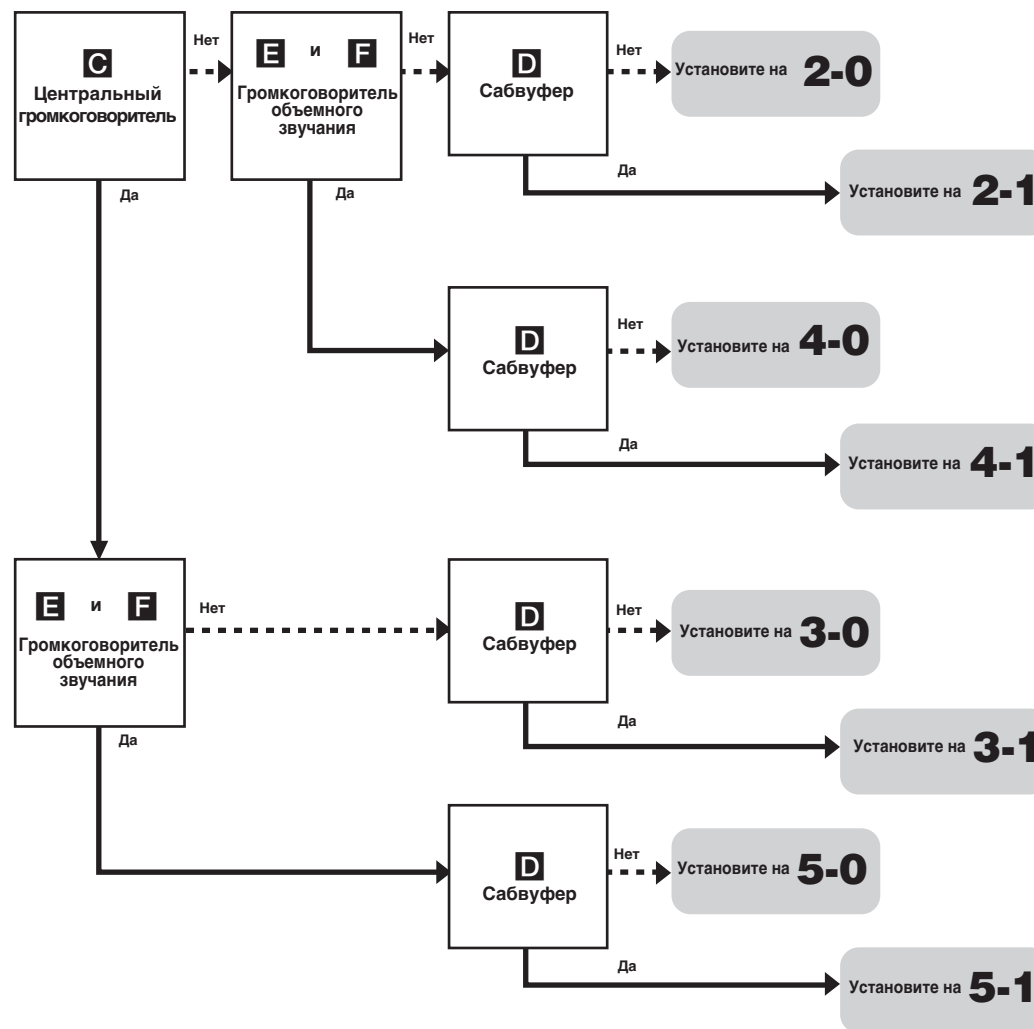 C
Центральный
громкоговоритель
Нет
E и F
Громкоговоритель
объемного
звучания
Нет
D
Сабвуфер
Нет
Установите на 2-0
Да
Да
Да
Установите на 2-1
D
Сабвуфер
Нет
Установите на 4-0
Да
Установите на 4-1
E и F
Громкоговоритель
объемного
звучания
Нет
D
Сабвуфер
Нет
Установите на 3-0
Да
Да
Установите на 3-1
D
Сабвуфер
Нет
Установите на 5-0
Да
Установите на 5-1